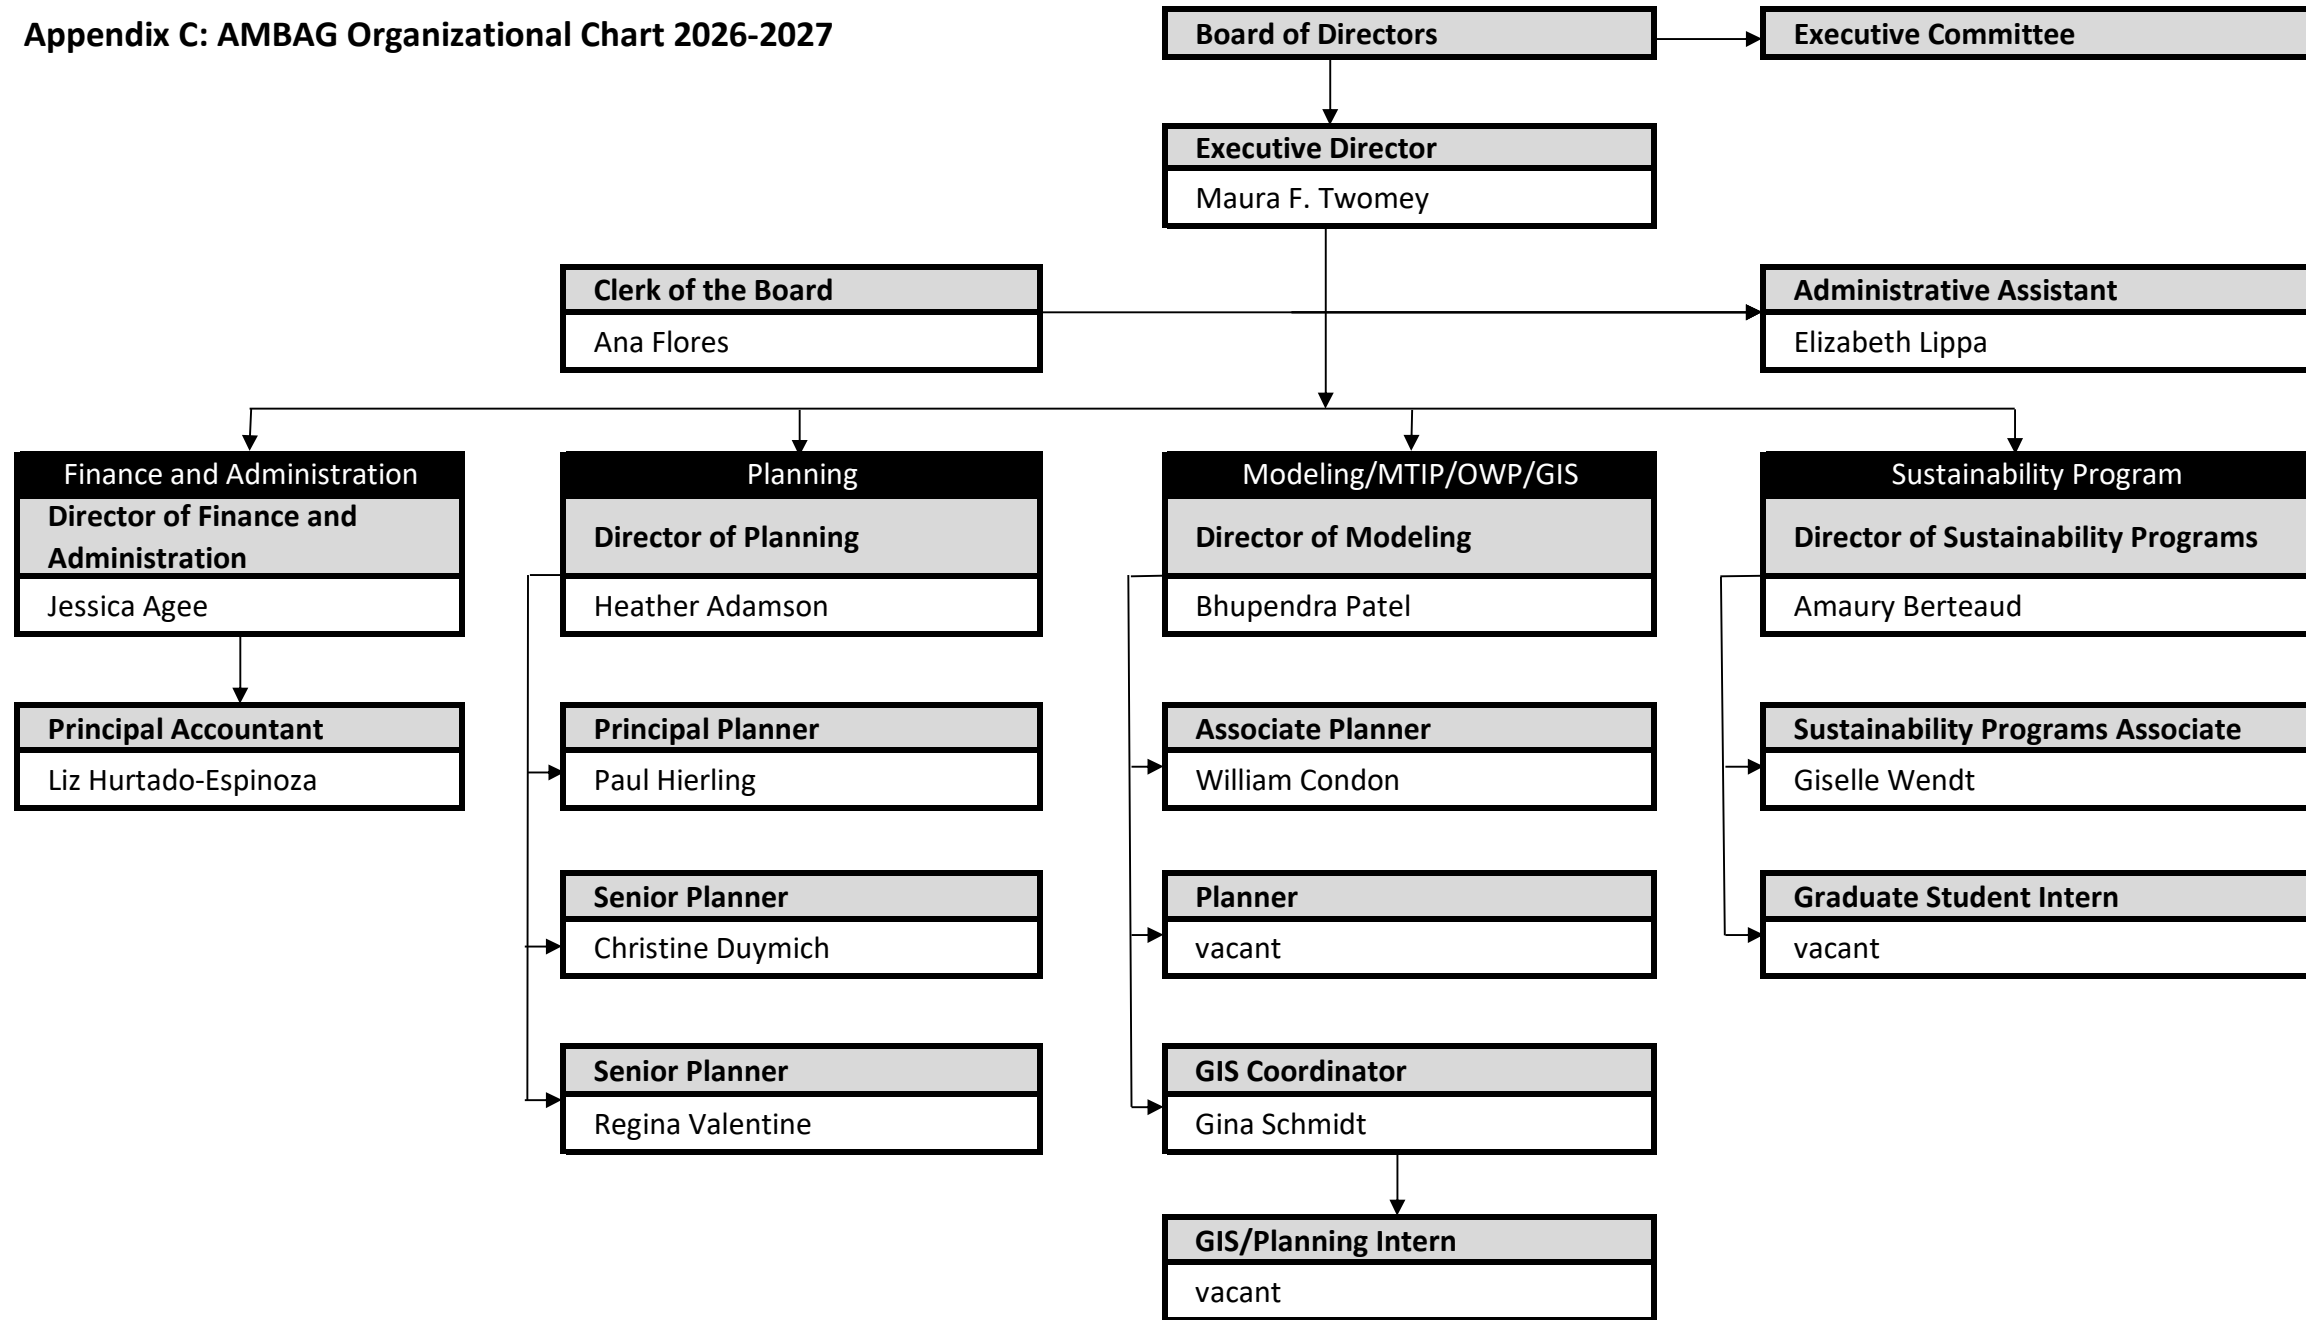 Appendix C: AMBAG Organizational Chart 2026-2027
Board of Directors
Executive Committee
Executive Director
Maura F. Twomey
Clerk of the Board
Ana Flores
Administrative Assistant
Elizabeth Lippa
Finance and Administration
Director of Finance and
Administration
Jessica Agee
Principal Accountant
Liz Hurtado-Espinoza
Planning
Director of Planning
Heather Adamson
Principal Planner
Paul Hierling
Senior Planner
Christine Duymich
Senior Planner
Regina Valentine
Modeling/MTIP/OWP/GIS
Director of Modeling
Bhupendra Patel
Associate Planner
William Condon
Planner
vacant
GIS Coordinator
Gina Schmidt
GIS/Planning Intern
vacant
Sustainability Program
Director of Sustainability Programs
Amaury Berteaud
Sustainability Programs Associate
Giselle Wendt
Graduate Student Intern
vacant